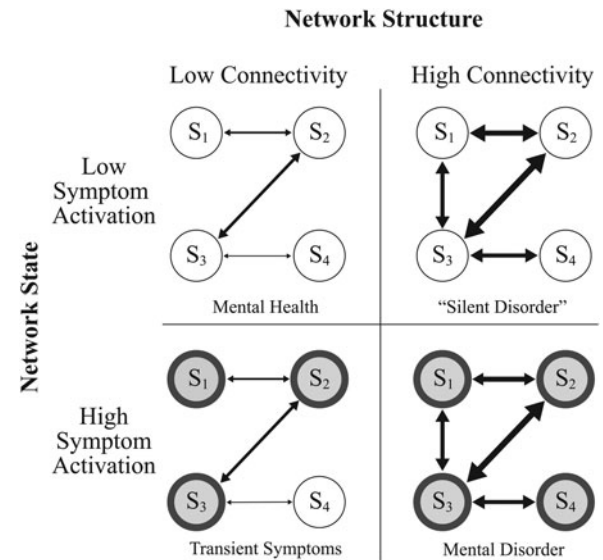 Network Structure
Low Connectivity
High Connectivity
Network State
Low
Symptom
Activation
S₁
S₂
S₃
S₄
Mental Health
S₁
S₂
S₃
S₄
“Silent Disorder”
High
Symptom
Activation
S₁
S₂
S₃
S₄
Transient Symptoms
S₁
S₂
S₃
S₄
Mental Disorder